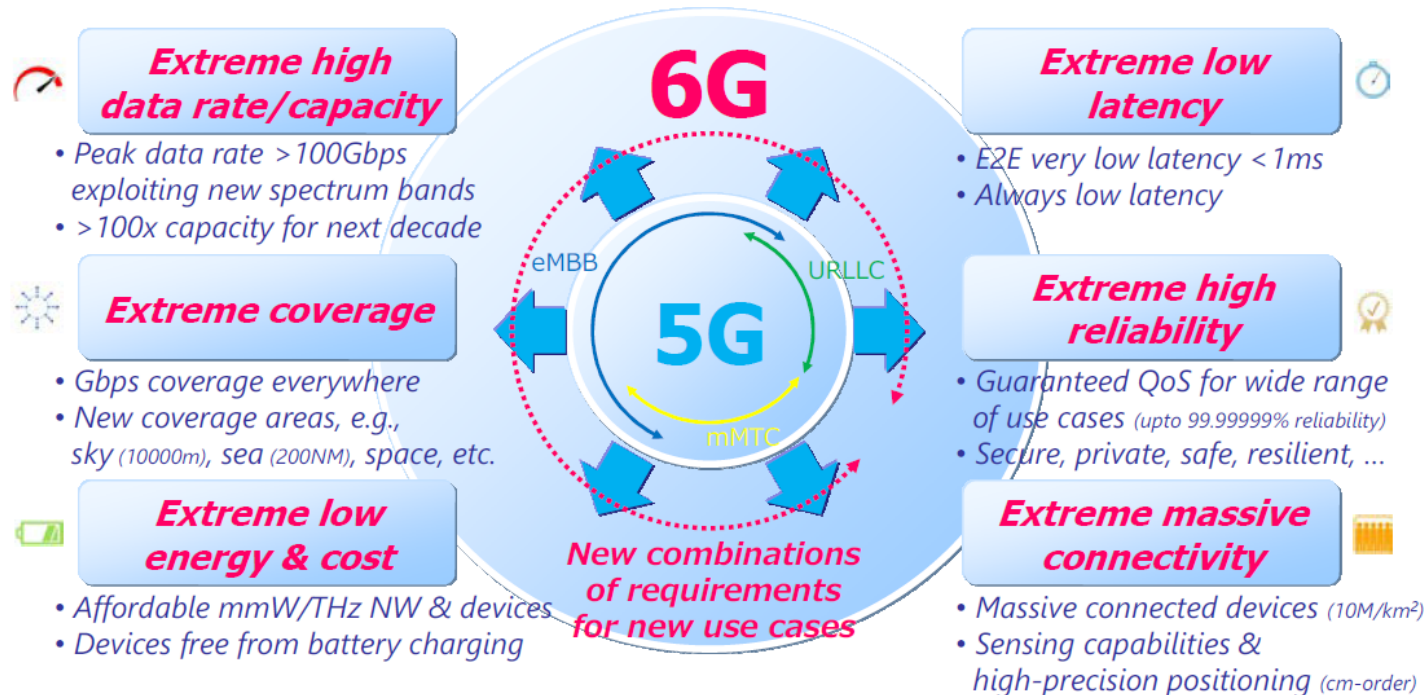 Extreme high
data rate/capacity
• Peak data rate >100Gbps
exploiting new spectrum bands
• >100x capacity for next decade
Extreme coverage
• Gbps coverage everywhere
• New coverage areas, e.g.,
sky (10000m), sea (200NM), space, etc.
Extreme low
energy & cost
• Affordable mmW/THz NW & devices
• Devices free from battery charging
6G
eMBB
URLLC
5G
mMTC
New combinations
of requirements
for new use cases
Extreme low
latency
• E2E very low latency <1ms
• Always low latency
Extreme high
reliability
• Guaranteed QoS for wide range
of use cases (upto 99.99999% reliability)
• Secure, private, safe, resilient, ...
Extreme massive
connectivity
• Massive connected devices (10M/km²)
• Sensing capabilities &
high-precision positioning (cm-order)